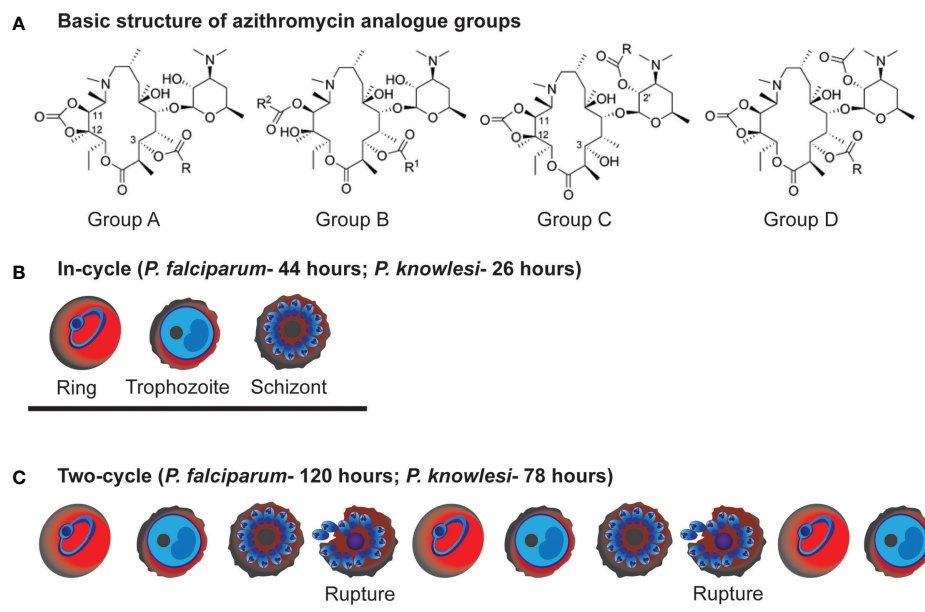 A Basic structure of azithromycin analogue groups
Group A Group B Group C Group D
B In-cycle (P. falciparum- 44 hours; P. knowlesi- 26 hours)
Ring Trophozoite Schizont
C Two-cycle (P. falciparum- 120 hours; P. knowlesi- 78 hours)
Rupture Rupture